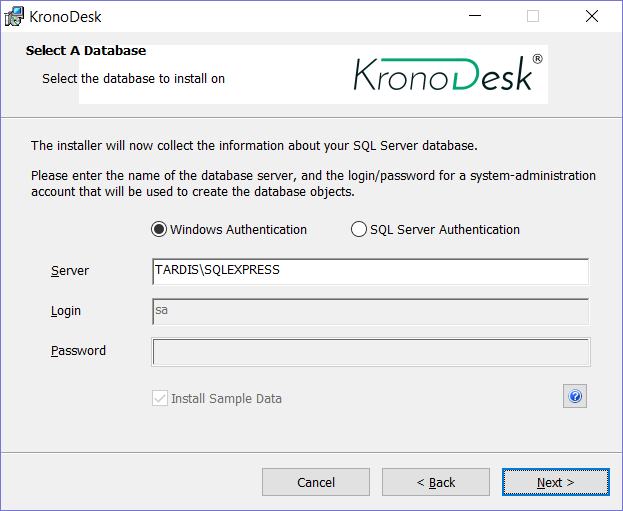 KronoDesk
Select A Database
Select the database to install on
KronoDesk®
The installer will now collect the information about your SQL Server database.
Please enter the name of the database server, and the login/password for a system-administration
account that will be used to create the database objects.
Windows Authentication SQL Server Authentication
Server TARDIS\SQLEXPRESS
Login sa
Password
Install Sample Data ?
Cancel < Back Next >